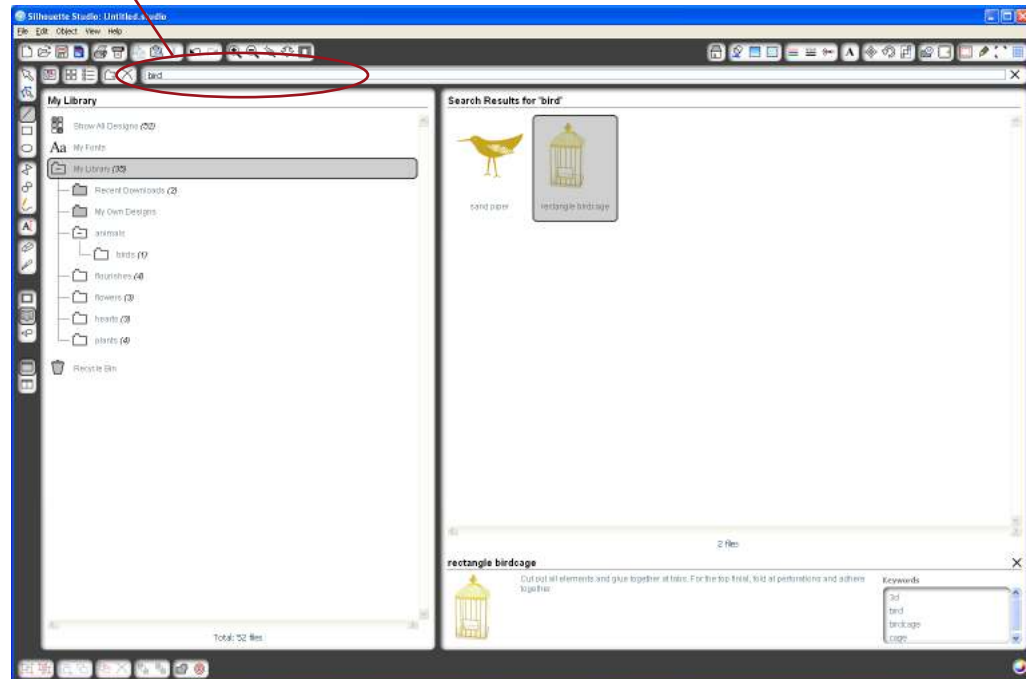 Silhouette Studio: Untitled.studio
File Edit Object View Help
bird
My Library
Show All Designs (52)
Aa My Fonts
My Library (35)
Recent Downloads (2)
My Own Designs
animals
birds (1)
flourishes (4)
flowers (3)
hearts (3)
plants (4)
Recycle Bin
Total: 52 files
Search Results for 'bird'
sand piper
rectangle birdcage
2 files
rectangle birdcage
Cut out all elements and glue together at tabs. For the top finial, fold at perforations and adhere
together
Keywords
3d
bird
birdcage
cage